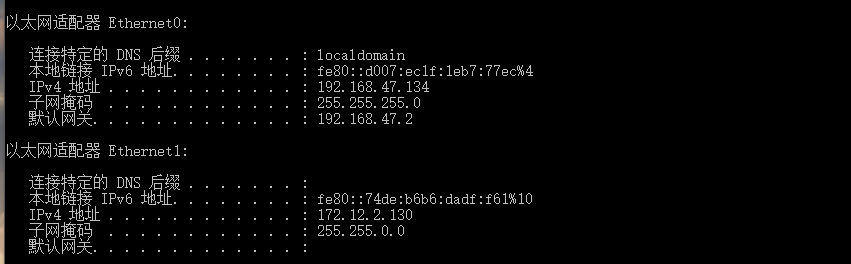 以太网适配器 Ethernet0:
连接特定的 DNS 后缀 . . . . . . . : localdomain
本地链接 IPv6 地址. . . . . . . . : fe80::d007:ec1f:1eb7:77ec%4
IPv4 地址 . . . . . . . . . . . . : 192.168.47.134
子网掩码 . . . . . . . . . . . . : 255.255.255.0
默认网关. . . . . . . . . . . . . : 192.168.47.2
以太网适配器 Ethernet1:
连接特定的 DNS 后缀 . . . . . . . :
本地链接 IPv6 地址. . . . . . . . : fe80::74de:b6b6:dadf:f61%10
IPv4 地址 . . . . . . . . . . . . : 172.12.2.130
子网掩码 . . . . . . . . . . . . : 255.255.0.0
默认网关. . . . . . . . . . . . . :